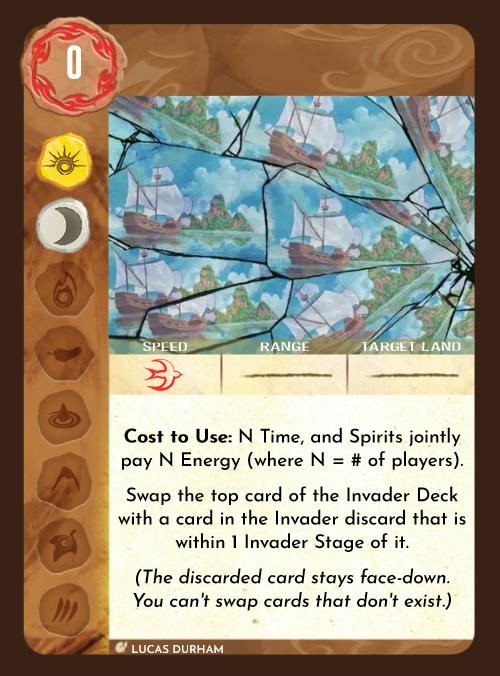 0
SPEED RANGE TARGET LAND
Cost to Use: N Time, and Spirits jointly
pay N Energy (where N = # of players).
Swap the top card of the Invader Deck
with a card in the Invader discard that is
within 1 Invader Stage of it.
(The discarded card stays face-down.
You can't swap cards that don't exist.)
LUCAS DURHAM